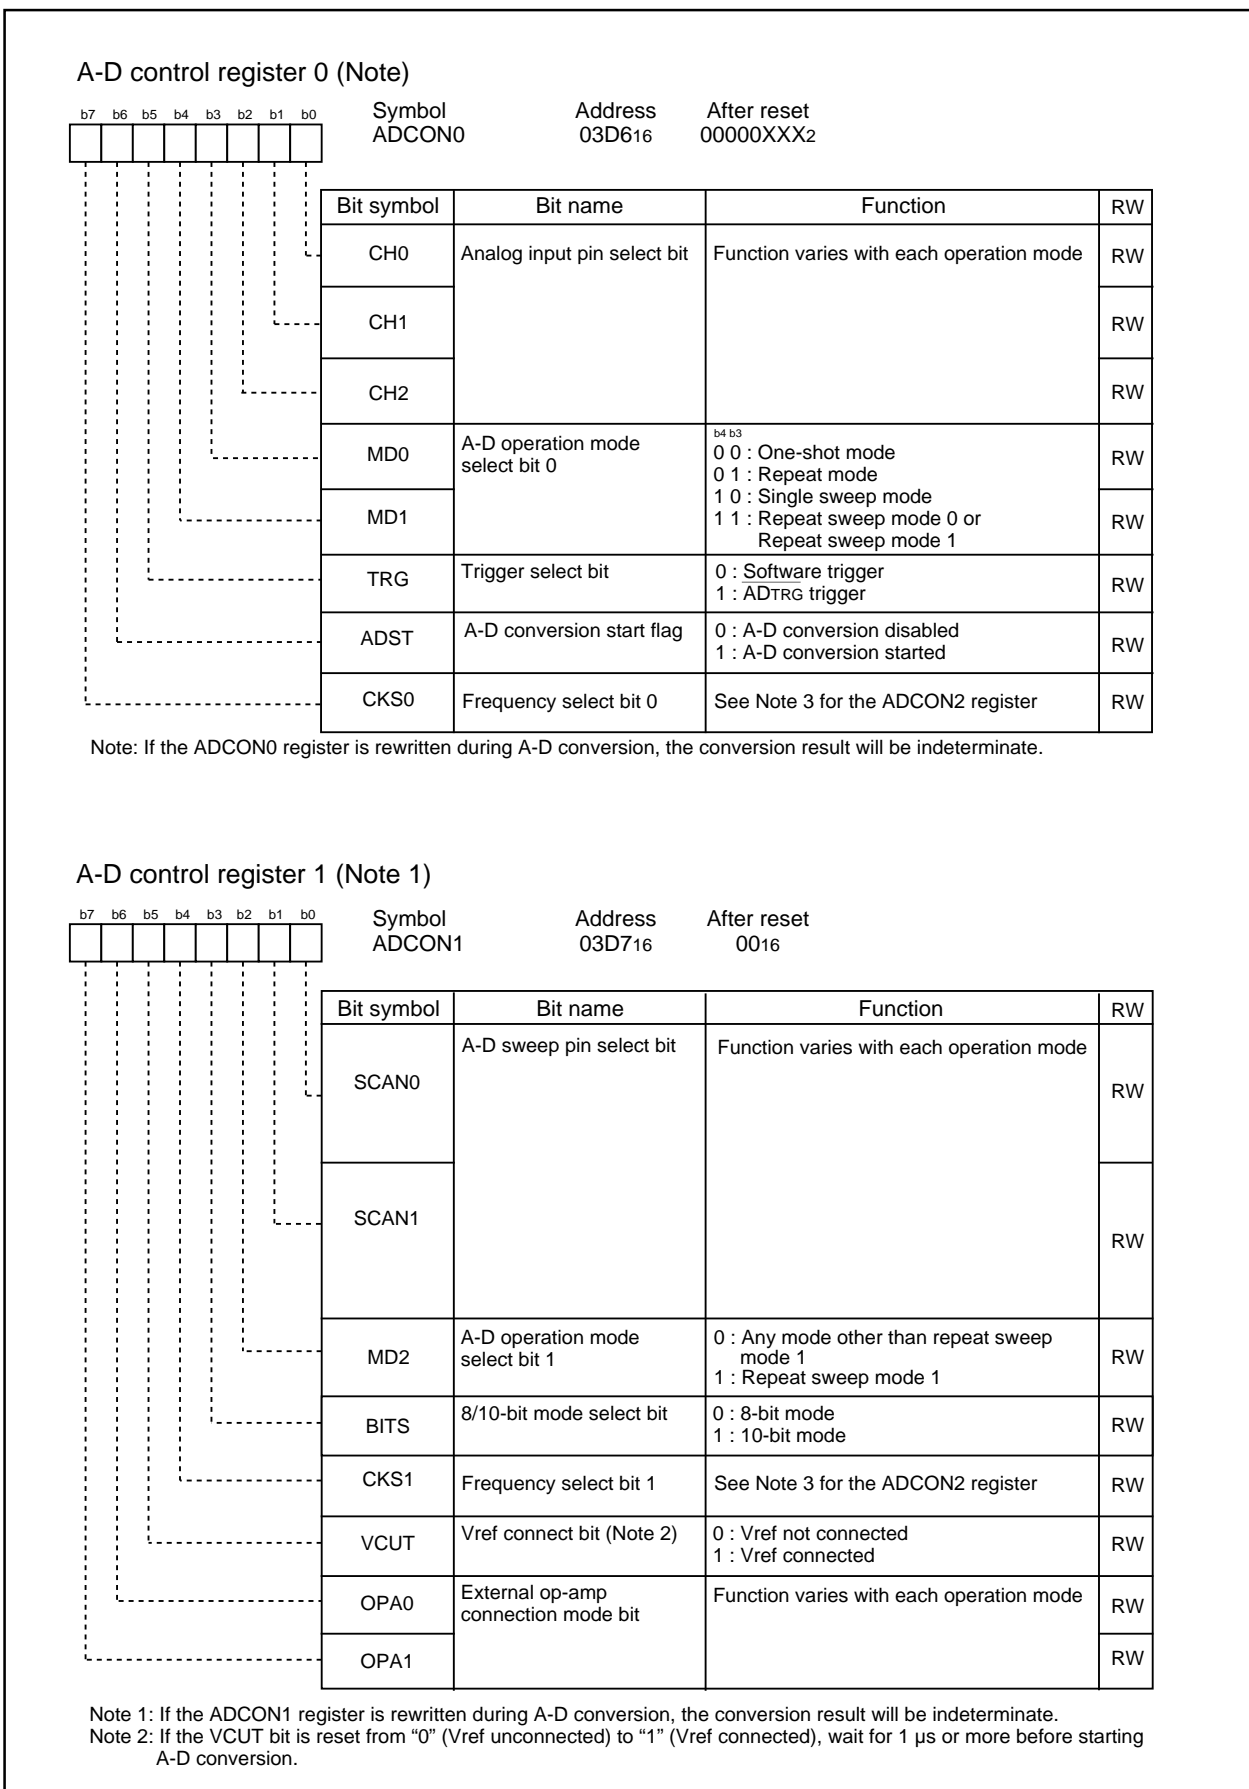 A-D control register 0 (Note)
b7 b6 b5 b4 b3 b2 b1 b0
Symbol Address After reset
ADCON0 03D616 00000XXX2
Bit symbol Bit name Function RW
CH0 Analog input pin select bit Function varies with each operation mode RW
CH1 RW
CH2 RW
MD0 A-D operation mode
select bit 0
b4 b3
0 0 : One-shot mode
0 1 : Repeat mode
1 0 : Single sweep mode
1 1 : Repeat sweep mode 0 or
Repeat sweep mode 1
RW
MD1 RW
TRG Trigger select bit 0 : Software trigger
1 : ADTRG trigger
RW
ADST A-D conversion start flag 0 : A-D conversion disabled
1 : A-D conversion started
RW
CKS0 Frequency select bit 0 See Note 3 for the ADCON2 register RW
Note: If the ADCON0 register is rewritten during A-D conversion, the conversion result will be indeterminate.
A-D control register 1 (Note 1)
b7 b6 b5 b4 b3 b2 b1 b0
Symbol Address After reset
ADCON1 03D716 0016
Bit symbol Bit name Function RW
SCAN0 A-D sweep pin select bit Function varies with each operation mode RW
SCAN1 RW
MD2 A-D operation mode
select bit 1
0 : Any mode other than repeat sweep
mode 1
1 : Repeat sweep mode 1
RW
BITS 8/10-bit mode select bit 0 : 8-bit mode
1 : 10-bit mode
RW
CKS1 Frequency select bit 1 See Note 3 for the ADCON2 register RW
VCUT Vref connect bit (Note 2) 0 : Vref not connected
1 : Vref connected
RW
OPA0 External op-amp
connection mode bit
Function varies with each operation mode RW
OPA1 RW
Note 1: If the ADCON1 register is rewritten during A-D conversion, the conversion result will be indeterminate.
Note 2: If the VCUT bit is reset from “0” (Vref unconnected) to “1” (Vref connected), wait for 1 µs or more before starting
A-D conversion.